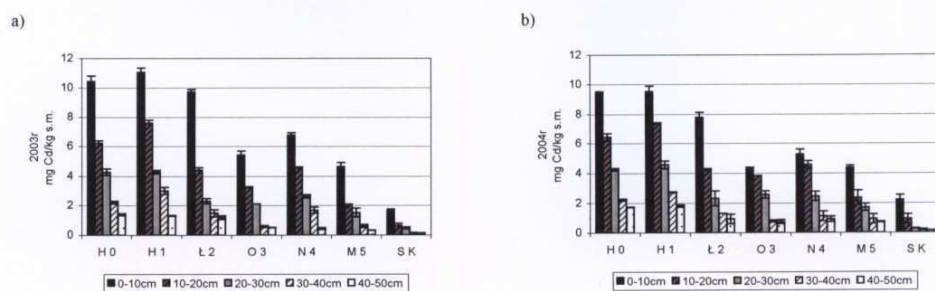 a)
2003r
mg Cd/kg s.m.
12
10
8
6
4
2
0
H 0 H 1 Ł 2 O 3 N 4 M 5 S K
0-10cm 10-20cm 20-30cm 30-40cm 40-50cm
b)
2004r
mg Cd/kg s.m.
12
10
8
6
4
2
0
H 0 H 1 Ł 2 O 3 N 4 M 5 S K
0-10cm 10-20cm 20-30cm 30-40cm 40-50cm